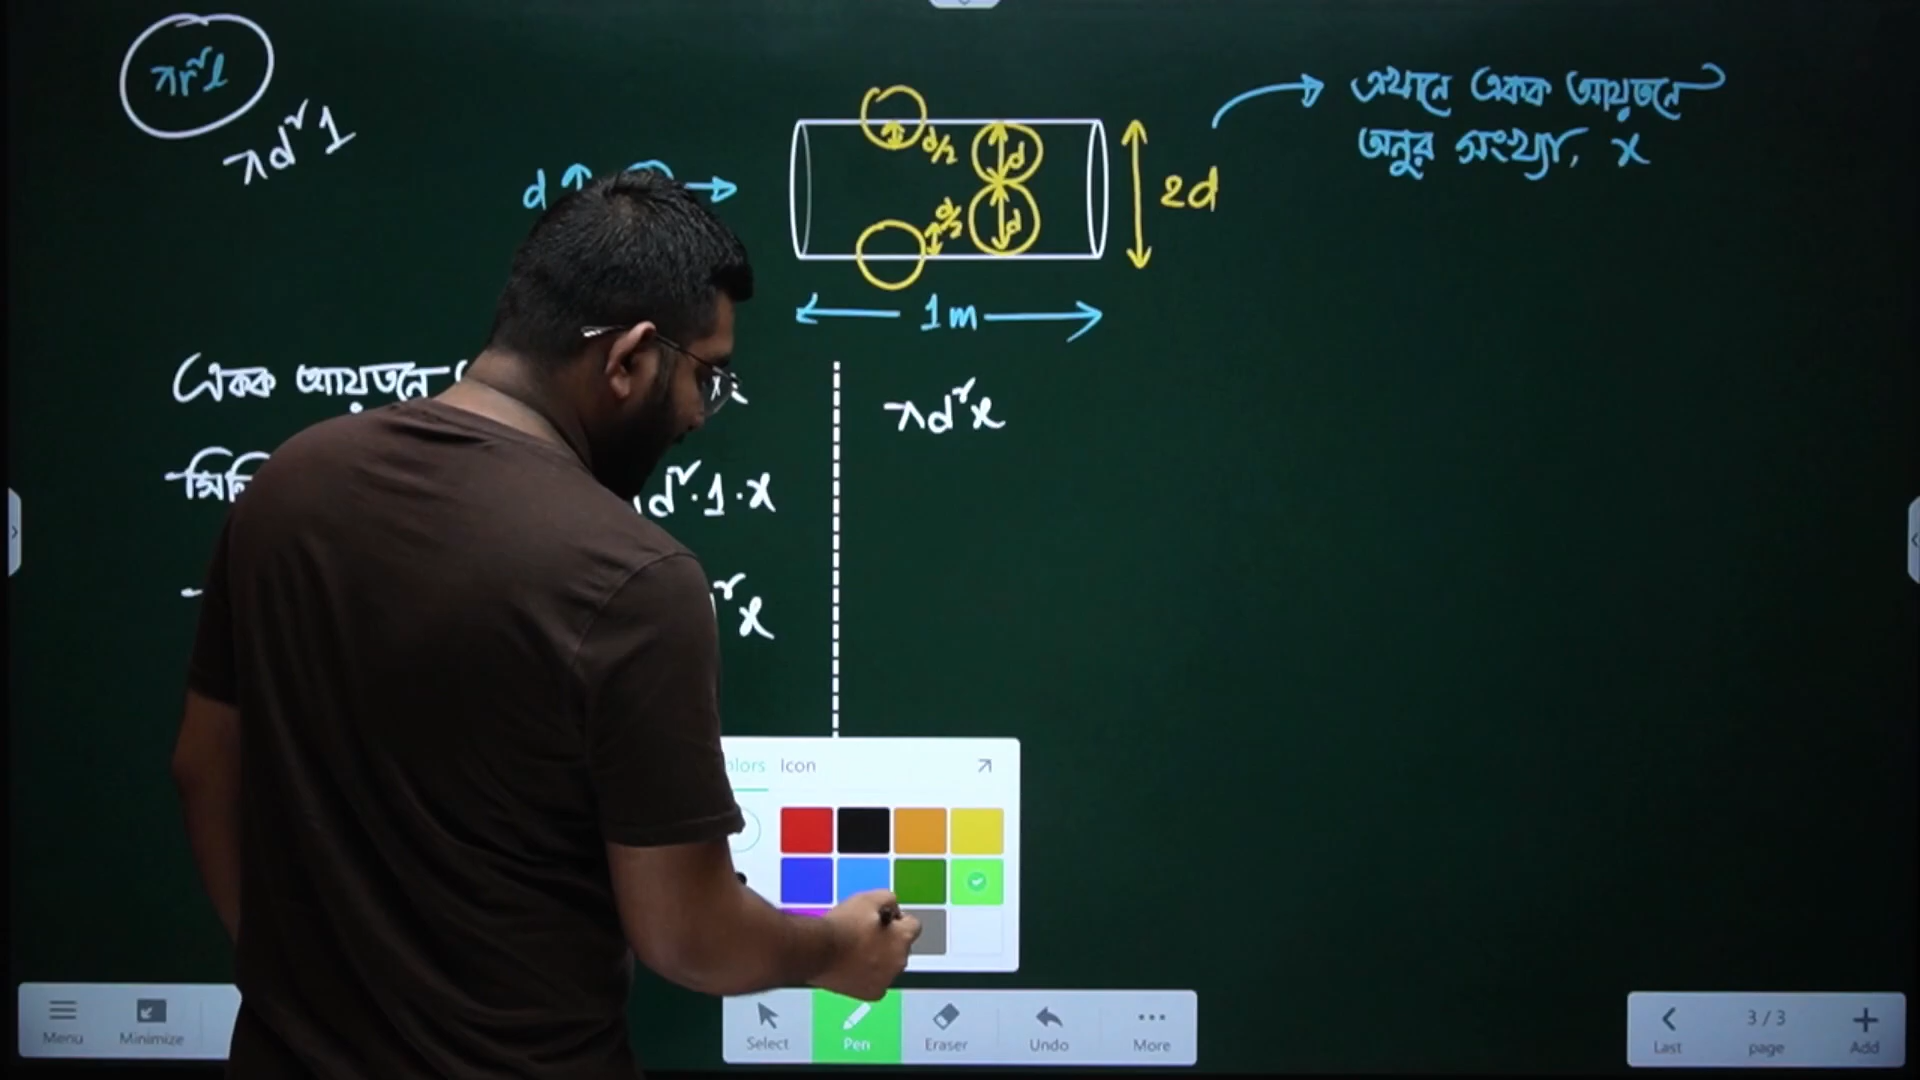 πr²l
πd²1
d
d/2
d/2
d
d
2d
1m
এখানে একক আয়তনে
অনুর সংখ্যা, x
একক আয়তনে
πd²x
d².1.x
²x
Icon
Select
Pen
Eraser
Undo
More
Menu
Minimize
Last
3/3
page
Add